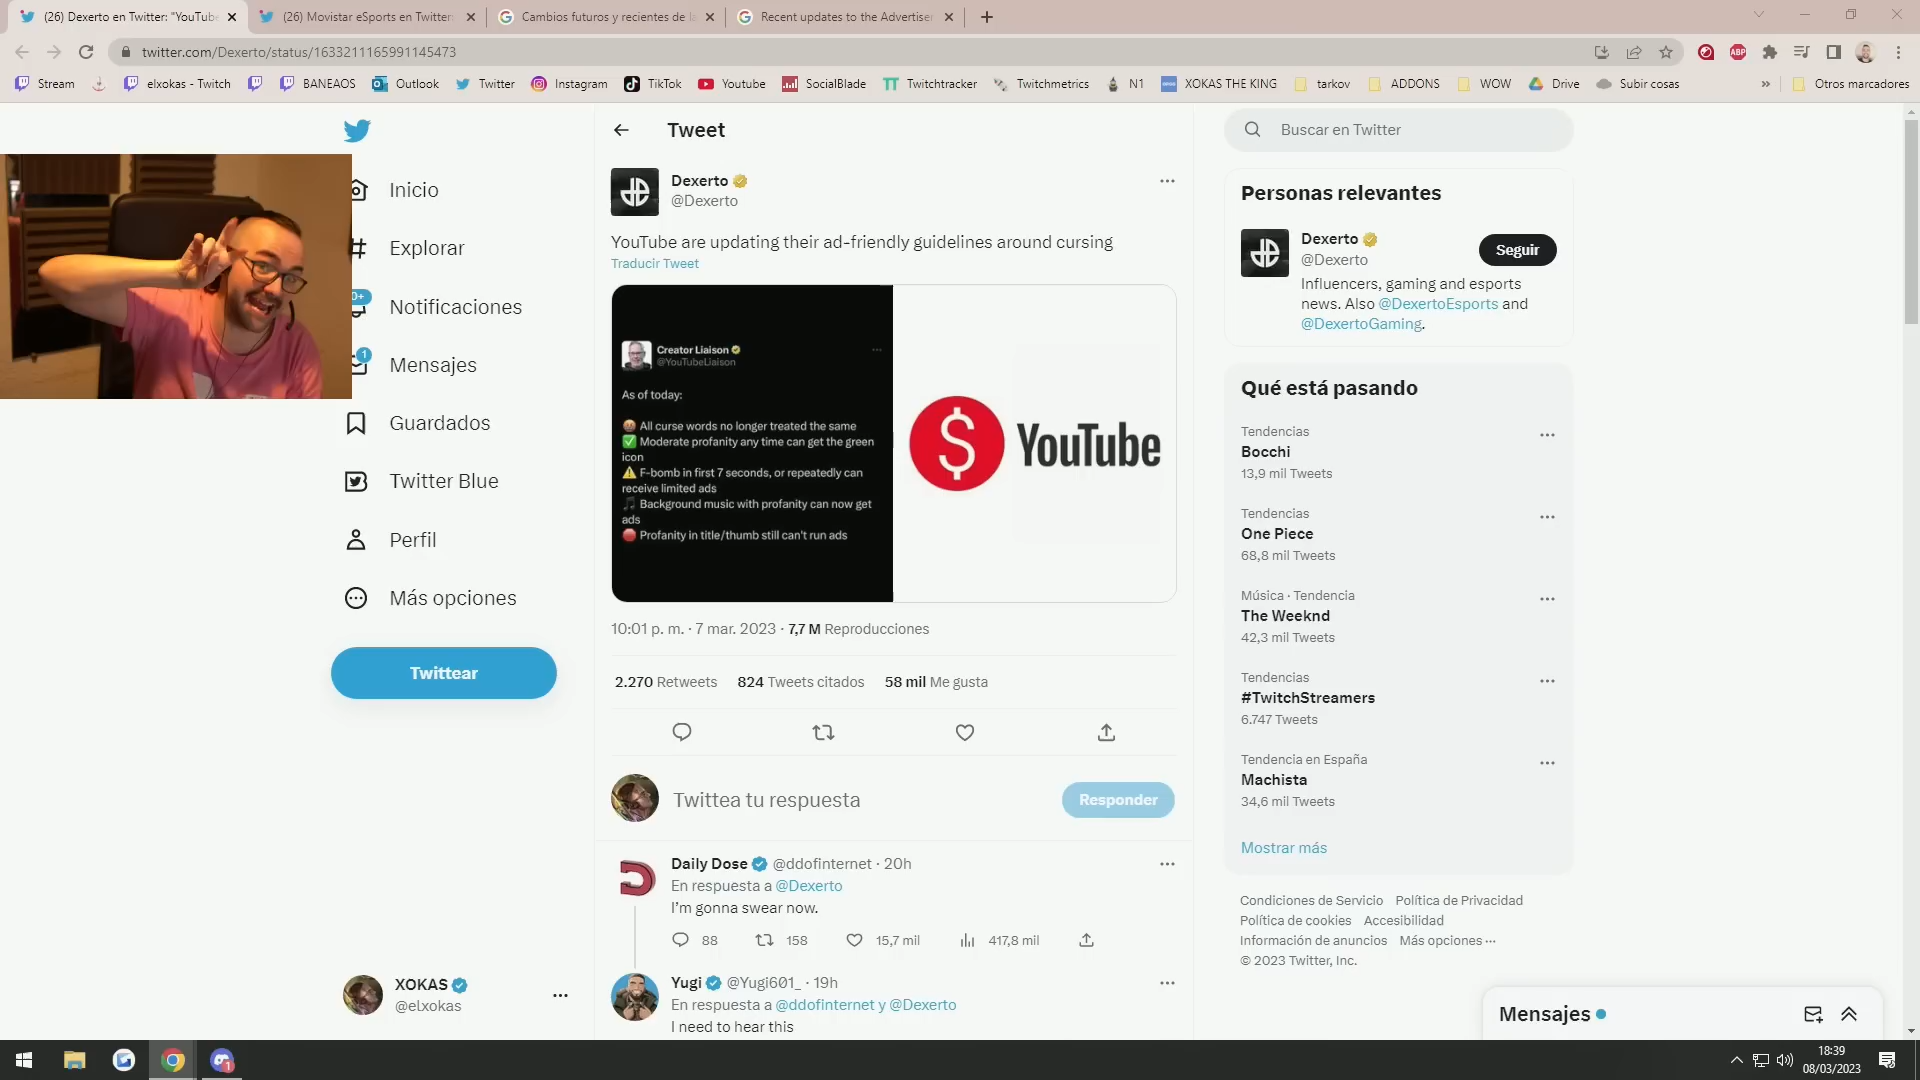 (26) Dexerto en Twitter: "YouTube
(26) Movistar eSports en Twitter:
Cambios futuros y recientes de la
Recent updates to the Advertiser
twitter.com/Dexerto/status/1633211165991145473
ABP
Stream
elxokas - Twitch
BANEAOS
Outlook
Twitter
Instagram
TikTok
Youtube
SocialBlade
Twitchtracker
Twitchmetrics
N1
XOKAS THE KING
tarkov
ADDONS
WOW
Drive
Subir cosas
»
Otros marcadores
Inicio
Explorar
Notificaciones
Mensajes
1
Guardados
Twitter Blue
Perfil
Más opciones
Twittear
XOKAS
@elxokas
Tweet
Dexerto
@Dexerto
YouTube are updating their ad-friendly guidelines around cursing
Traducir Tweet
Creator Liaison
@YouTubeLiaison
As of today:
🤬 All curse words no longer treated the same
✅ Moderate profanity any time can get the green
icon
⚠️ F-bomb in first 7 seconds, or repeatedly can
receive limited ads
🎵 Background music with profanity can now get
ads
🛑 Profanity in title/thumb still can't run ads
$ YouTube
10:01 p. m. · 7 mar. 2023 · 7,7 M Reproducciones
2.270 Retweets 824 Tweets citados 58 mil Me gusta
Twittea tu respuesta
Responder
Daily Dose @ddofinternet · 20h
En respuesta a @Dexerto
I'm gonna swear now.
88 158 15,7 mil 417,8 mil
Yugi @Yugi601_ · 19h
En respuesta a @ddofinternet y @Dexerto
I need to hear this
Buscar en Twitter
Personas relevantes
Dexerto
@Dexerto
Seguir
Influencers, gaming and esports
news. Also @DexertoEsports and
@DexertoGaming.
Qué está pasando
Tendencias
Bocchi
13,9 mil Tweets
Tendencias
One Piece
68,8 mil Tweets
Música · Tendencia
The Weeknd
42,3 mil Tweets
Tendencias
#TwitchStreamers
6.747 Tweets
Tendencia en España
Machista
34,6 mil Tweets
Mostrar más
Condiciones de Servicio Política de Privacidad
Política de cookies Accesibilidad
Información de anuncios Más opciones ···
© 2023 Twitter, Inc.
Mensajes
1
18:39
08/03/2023